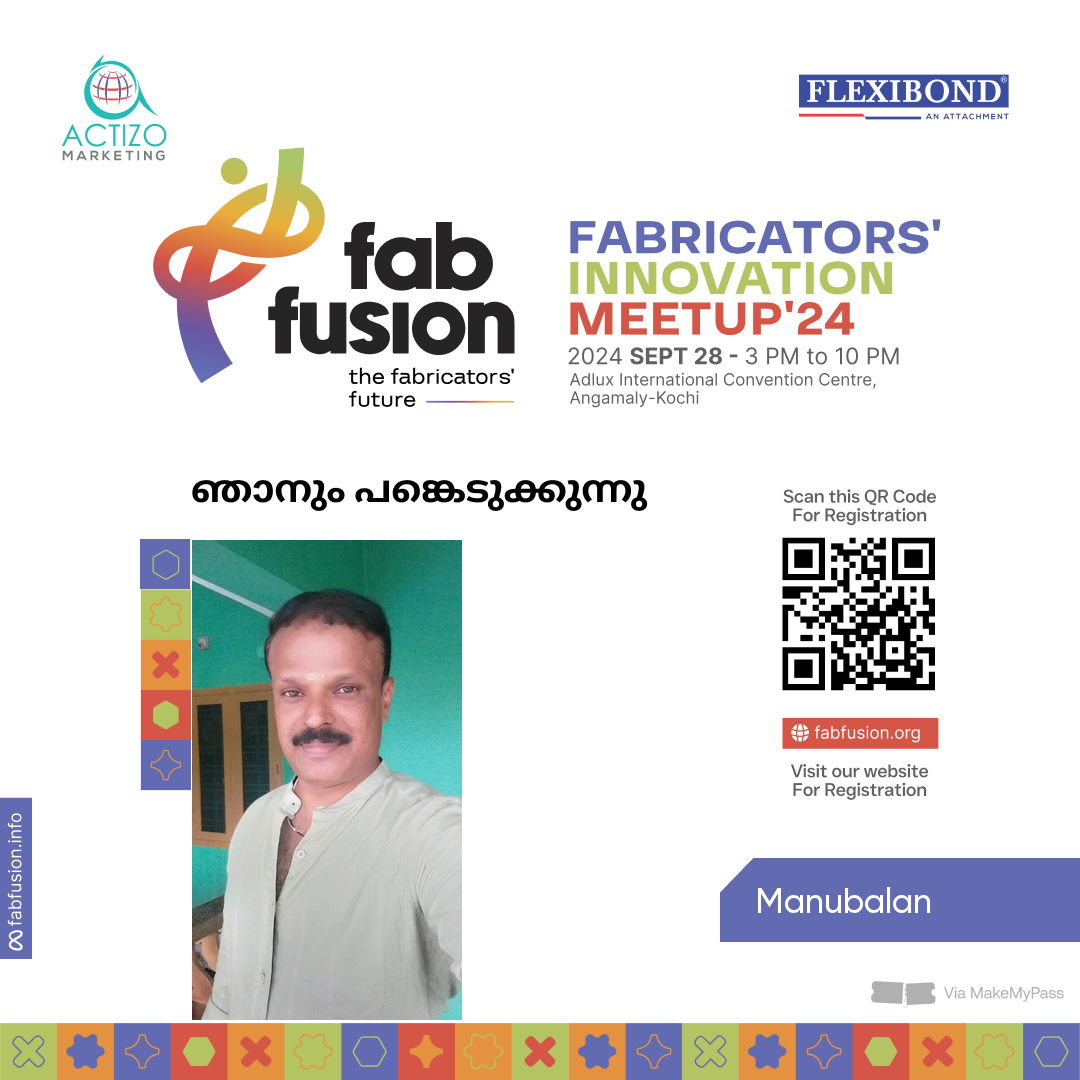 ACTIZO
MARKETING
FLEXIBOND®
AN ATTACHMENT
fab
fusion
the fabricators'
future
FABRICATORS'
INNOVATION
MEETUP'24
2024 SEPT 28 - 3 PM to 10 PM
Adlux International Convention Centre,
Angamaly-Kochi
ഞാനും പങ്കെടുക്കുന്നു
Scan this QR Code
For Registration
fabfusion.org
Visit our website
For Registration
fabfusion.info
Manubalan
Via MakeMyPass